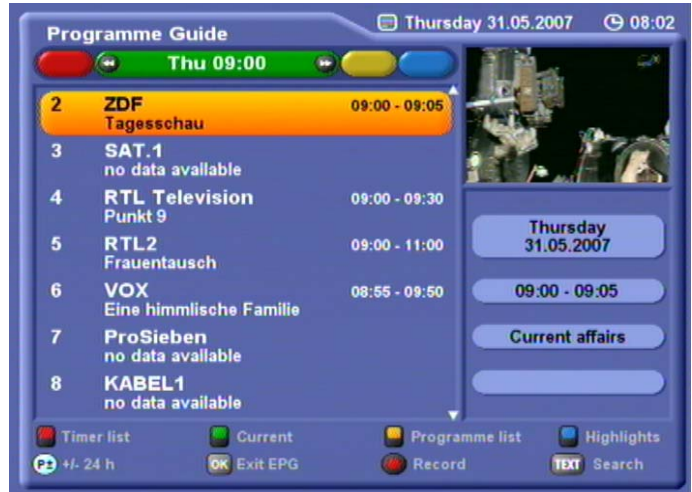 Programme Guide
Thursday 31.05.2007 08:02
Thu 09:00
2 ZDF 09:00 - 09:05
Tagesschau
3 SAT.1
no data available
4 RTL Television 09:00 - 09:30
Punkt 9
5 RTL2 09:00 - 11:00
Frauentausch
6 VOX 08:55 - 09:50
Eine himmlische Familie
7 ProSieben
no data available
8 KABEL1
no data available
Thursday
31.05.2007
09:00 - 09:05
Current affairs
Timer list Current Programme list Highlights
P± +/- 24 h OK Exit EPG Record TEXT Search